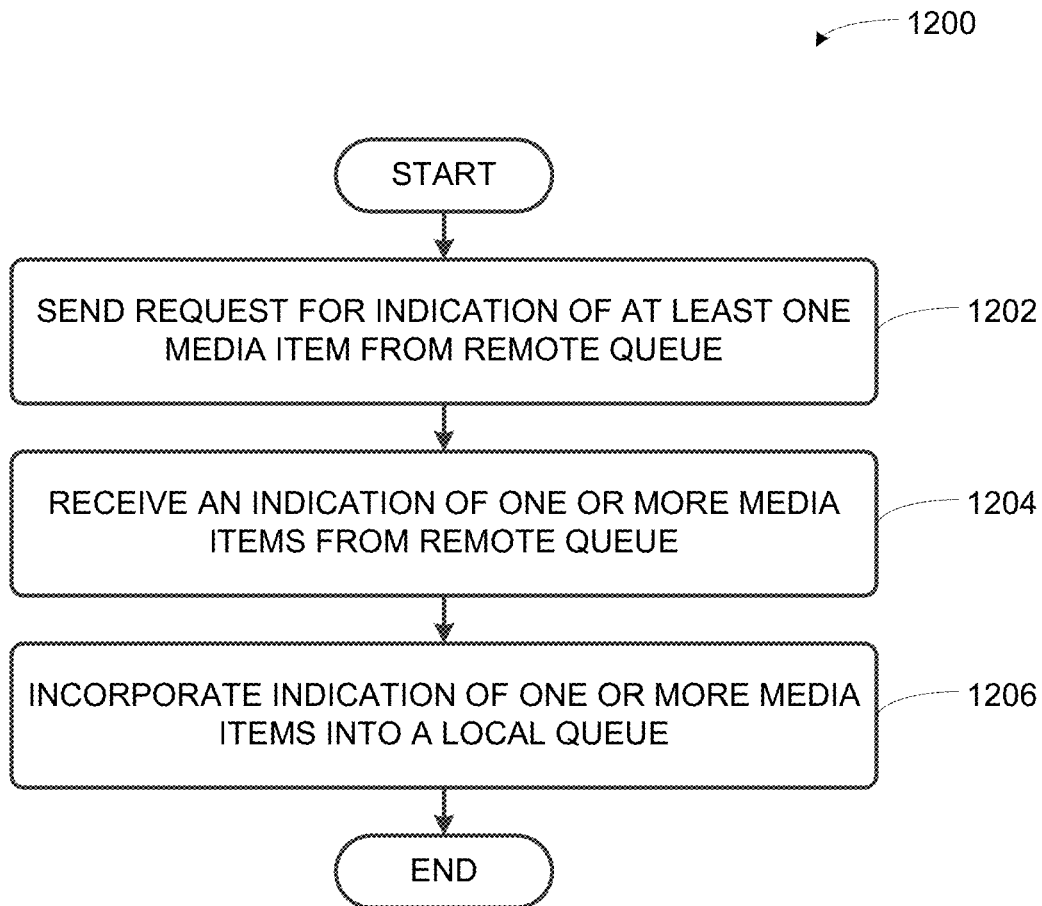 1200
START
SEND REQUEST FOR INDICATION OF AT LEAST ONE
MEDIA ITEM FROM REMOTE QUEUE
1202
RECEIVE AN INDICATION OF ONE OR MORE MEDIA
ITEMS FROM REMOTE QUEUE
1204
INCORPORATE INDICATION OF ONE OR MORE MEDIA
ITEMS INTO A LOCAL QUEUE
1206
END